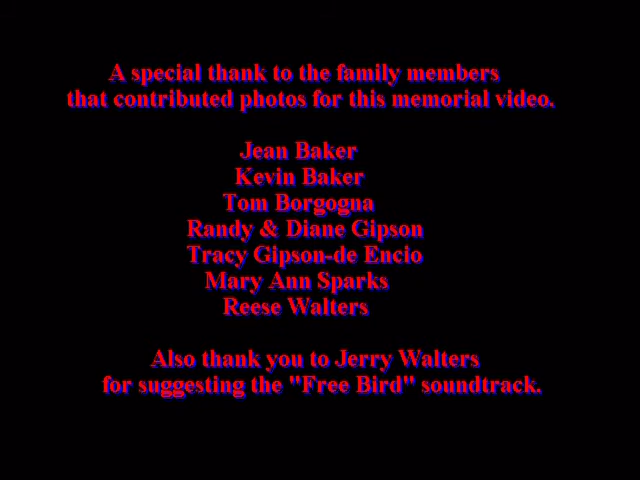 A special thank to the family members
that contributed photos for this memorial video.
Jean Baker
Kevin Baker
Tom Borgogna
Randy & Diane Gipson
Tracy Gipson-de Encio
Mary Ann Sparks
Reese Walters
Also thank you to Jerry Walters
for suggesting the "Free Bird" soundtrack.